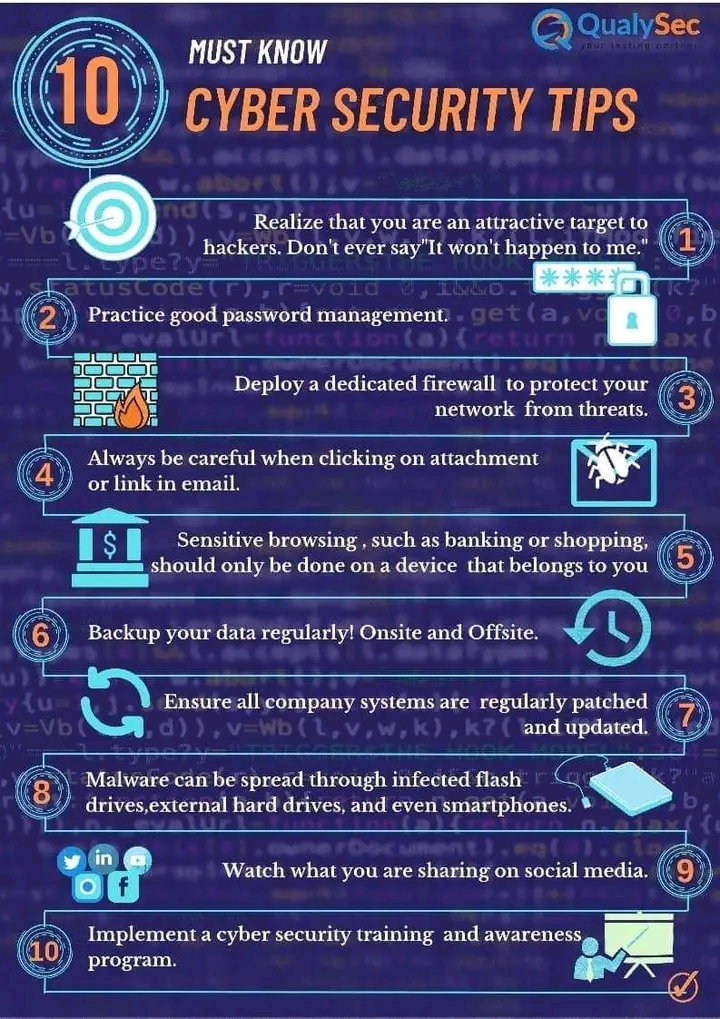 QualySec
your testing partner
10
MUST KNOW
CYBER SECURITY TIPS
Realize that you are an attractive target to
hackers. Don't ever say"It won't happen to me."
1
****
2
Practice good password management.
Deploy a dedicated firewall to protect your
network from threats.
3
4
Always be careful when clicking on attachment
or link in email.
$
Sensitive browsing , such as banking or shopping,
should only be done on a device that belongs to you
5
6
Backup your data regularly! Onsite and Offsite.
Ensure all company systems are regularly patched
and updated.
7
8
Malware can be spread through infected flash
drives,external hard drives, and even smartphones.
in
f
Watch what you are sharing on social media.
9
10
Implement a cyber security training and awareness
program.